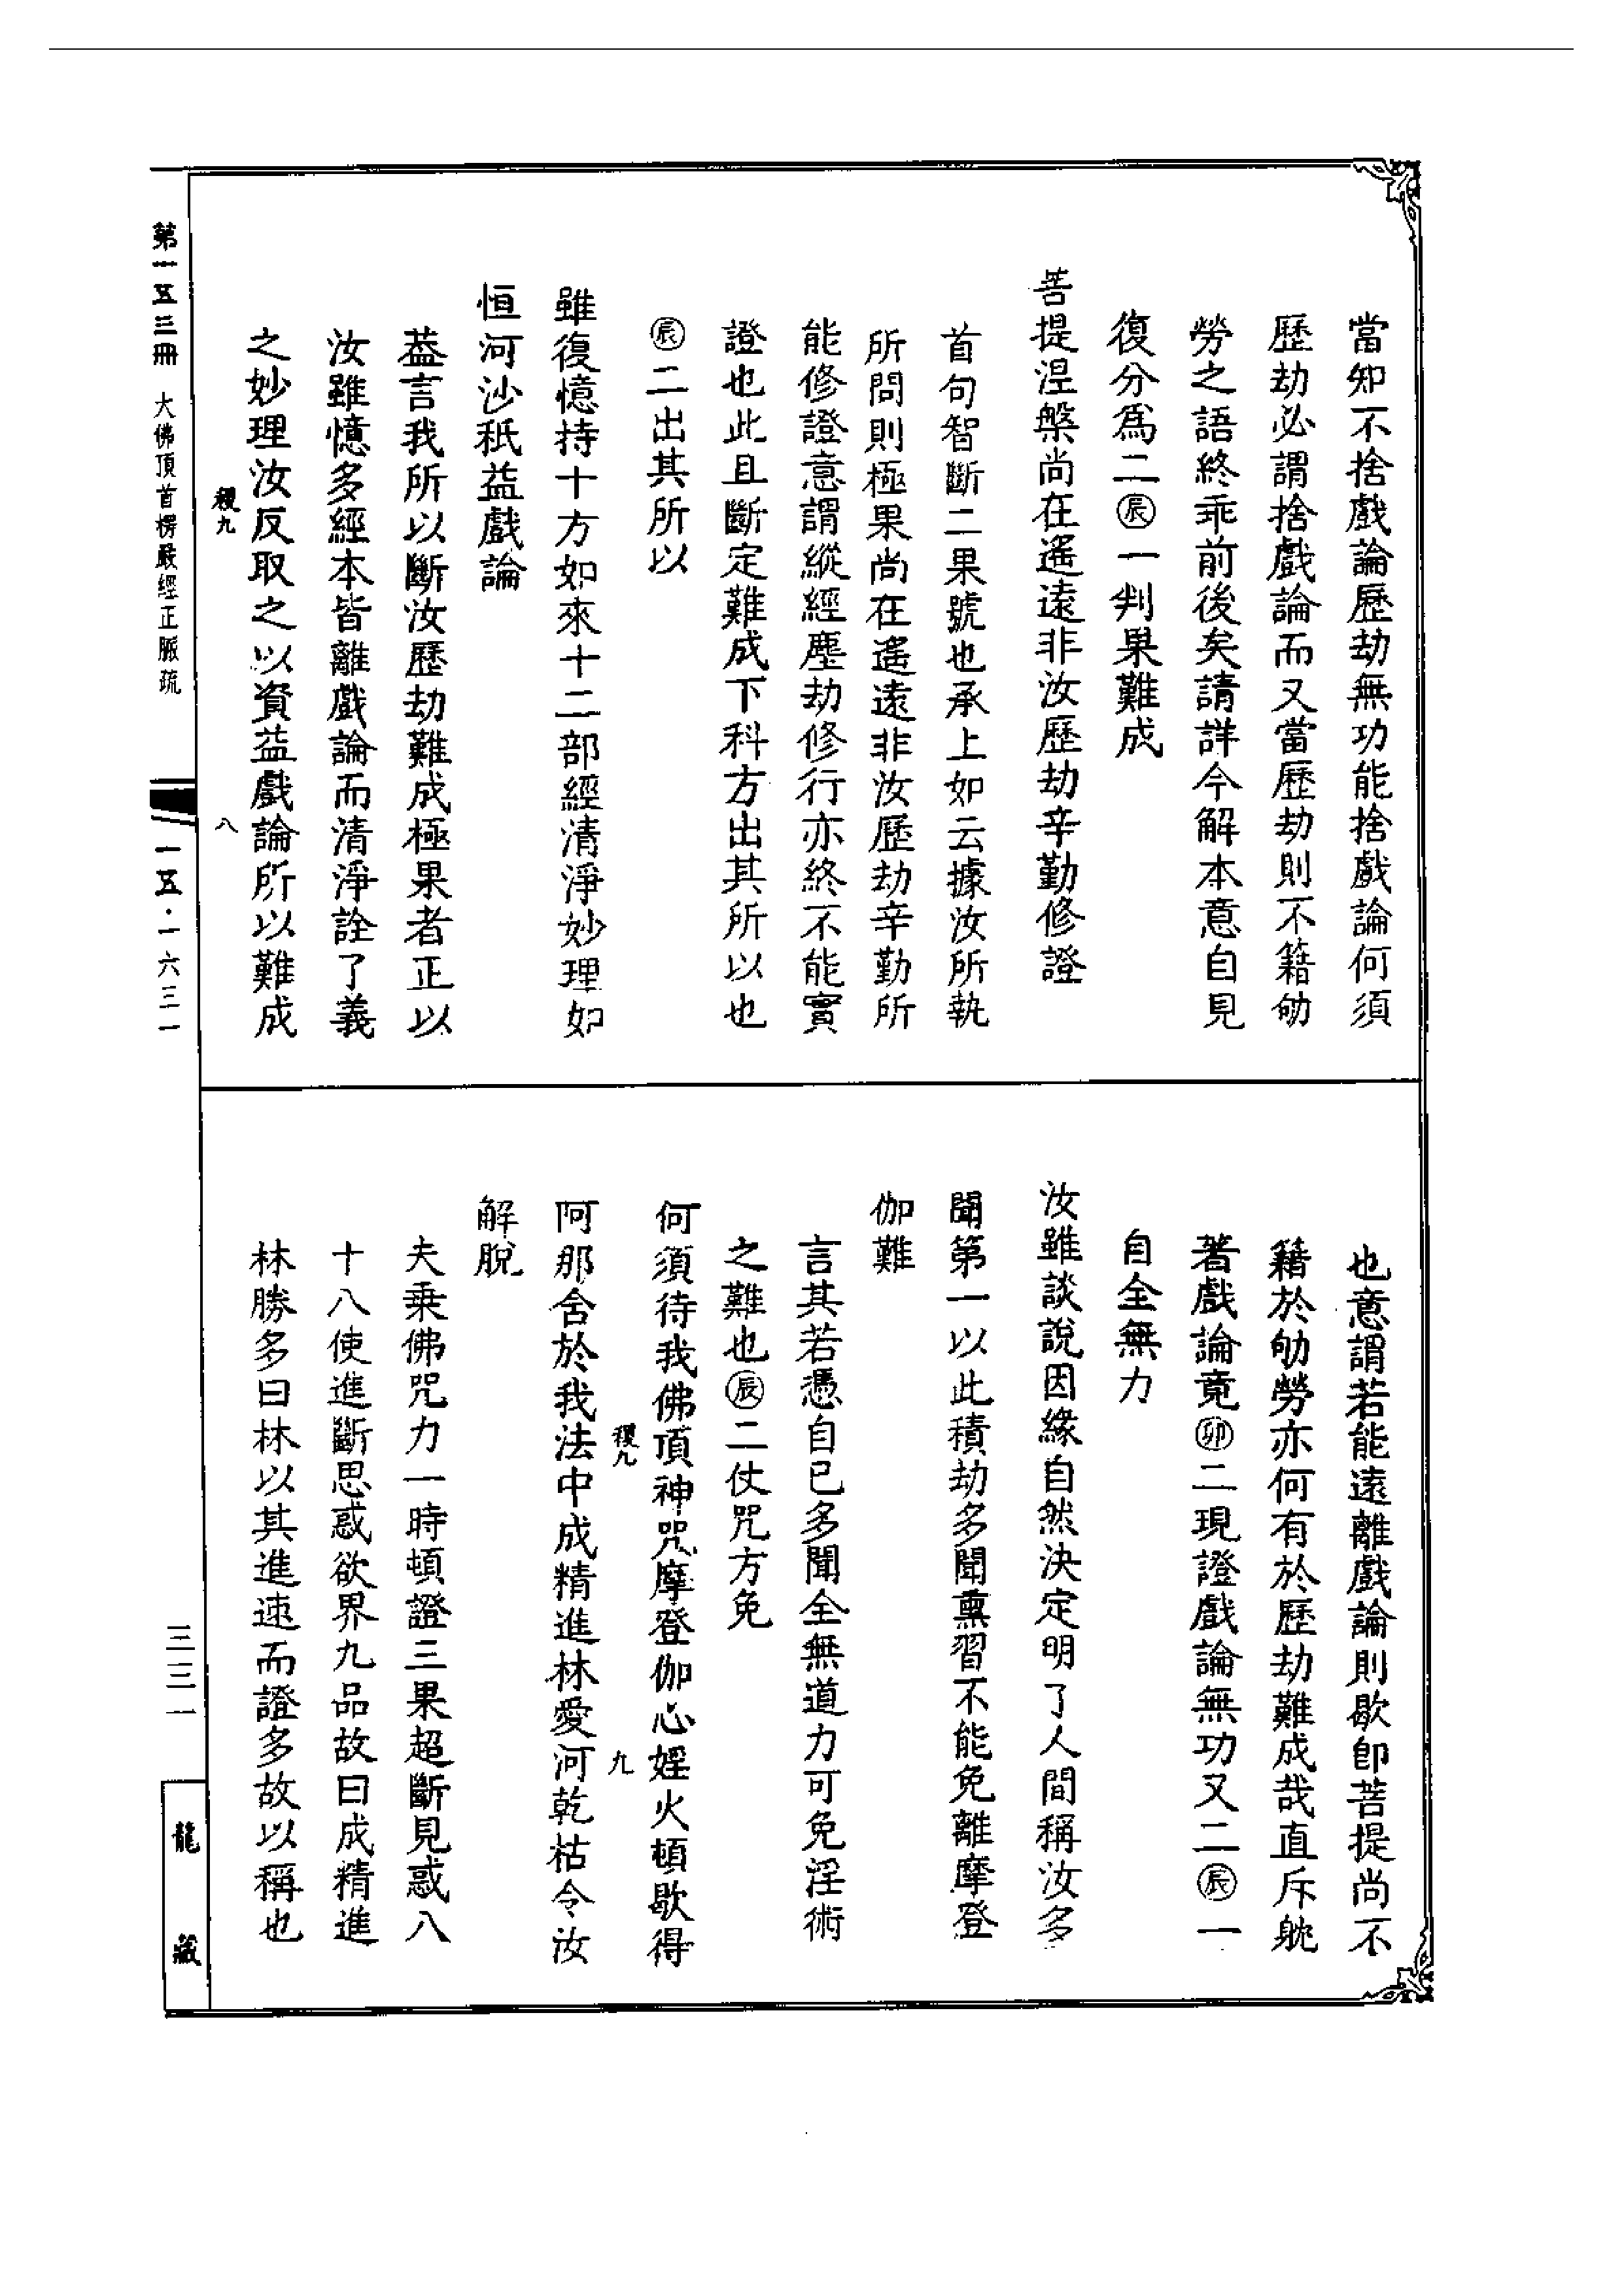 當知不捨戲論歷劫無功能捨戲論何須
歷劫必謂捨戲論而又當歷劫則不籍劬
勞之語終乖前後矣請詳今解本意自見
復分為二㊁辰一判果難成
菩提涅槃尚在遙遠非汝歷劫辛勤修證
首句智斷二果號也承上如云據汝所執
所問則極果尚在遙遠非汝歷劫辛勤所
能修證意謂縱經塵劫修行亦終不能實
證也此且斷定難成下科方出其所以也
辰二出其所以
雖復憶持十方如來十二部經清淨妙理如
恒河沙秖益戲論
葢言我所以斷汝歷劫難成極果者正以
汝雖憶多經本皆離戲論而清淨詮了義
之妙理汝反取之以資益戲論所以難成
稷九 八
也意謂若能遠離戲論則歇卽菩提尚不
籍於劬勞亦何有於歷劫難成哉直斥躭
著戲論竟卯二現證戲論無功又二辰一
自全無力
汝雖談說因緣自然決定明了人間稱汝多
聞第一以此積劫多聞熏習不能免離摩登
伽難
言其若憑自己多聞全無道力可免淫術
之難也辰二仗咒方免
何須待我佛頂神咒摩登伽心婬火頓歇得
稷九 九
阿那含於我法中成精進林愛河乾枯令汝
解脫
夫乗佛咒力一時頓證三果超斷見惑八
十八使進斷思惑欲界九品故曰成精進
林勝多曰林以其進速而證多故以稱也
第一五三冊 大佛頂首楞嚴經正脈疏
一五·一六三一
三三一
龍藏